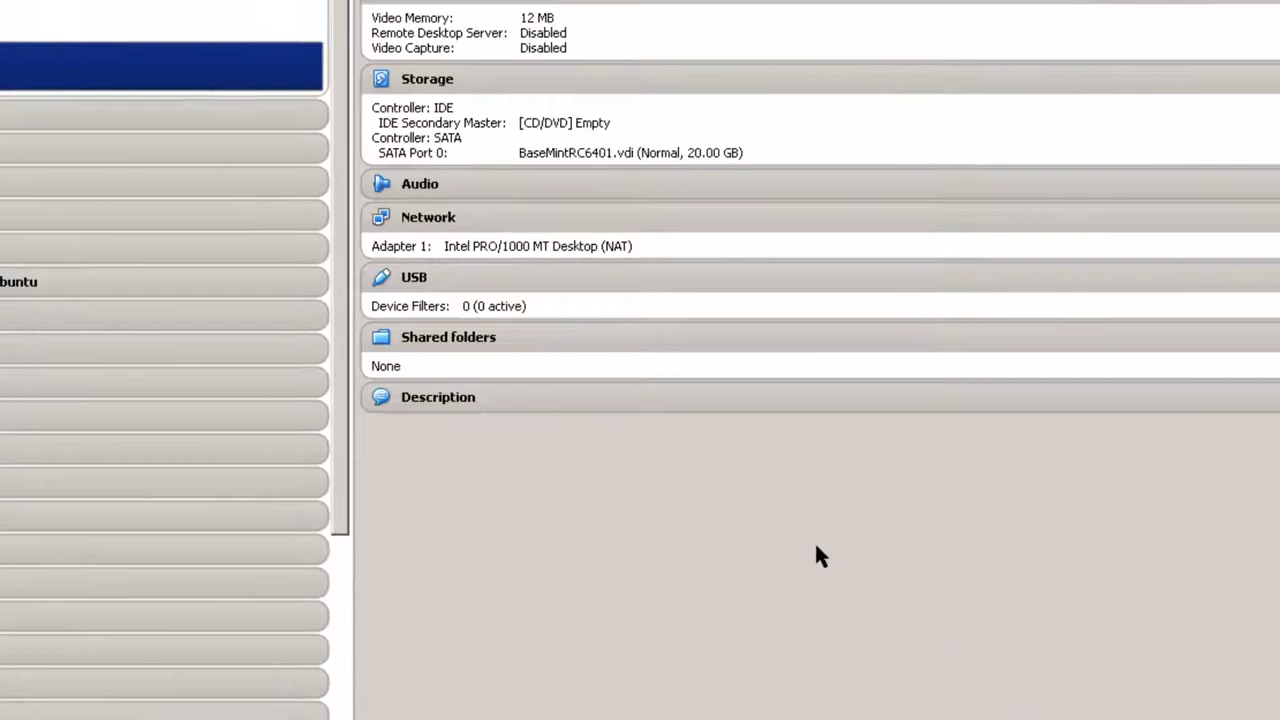 Video Memory: 12 MB
Remote Desktop Server: Disabled
Video Capture: Disabled
Storage
Controller: IDE
IDE Secondary Master: [CD/DVD] Empty
Controller: SATA
SATA Port 0: BaseMintRC6401.vdi (Normal, 20.00 GB)
Audio
Network
Adapter 1: Intel PRO/1000 MT Desktop (NAT)
USB
buntu
Device Filters: 0 (0 active)
Shared folders
None
Description